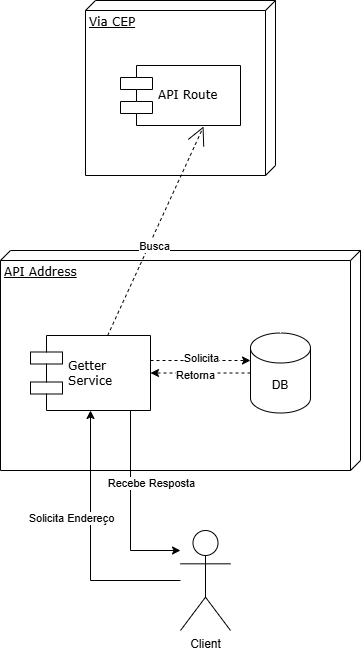 Via CEP
API Route
Busca
API Address
Getter
Service
Solicita
Retorna
DB
Recebe Resposta
Solicita Endereço
Client